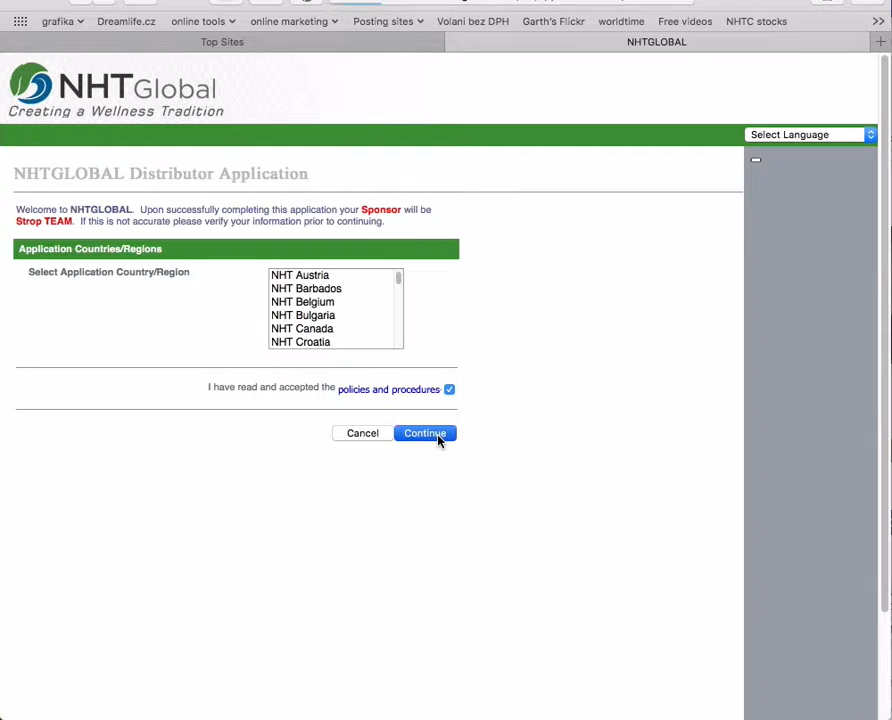 grafika Dreamlife.cz online tools online marketing Posting sites Volani bez DPH Garth's Flickr worldtime Free videos NHTC stocks >>
Top Sites NHTGLOBAL +
NHTGlobal
Creating a Wellness Tradition
Select Language
NHTGLOBAL Distributor Application
Welcome to NHTGLOBAL. Upon successfully completing this application your Sponsor will be
Strop TEAM. If this is not accurate please verify your information prior to continuing.
Application Countries/Regions
Select Application Country/Region
NHT Austria
NHT Barbados
NHT Belgium
NHT Bulgaria
NHT Canada
NHT Croatia
I have read and accepted the policies and procedures
Cancel Continue